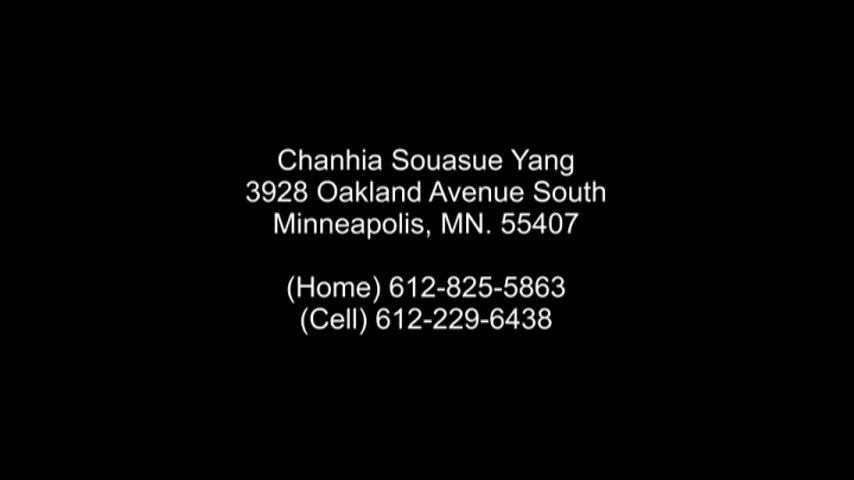 Chanhia Souasue Yang
3928 Oakland Avenue South
Minneapolis, MN. 55407
(Home) 612-825-5863
(Cell) 612-229-6438